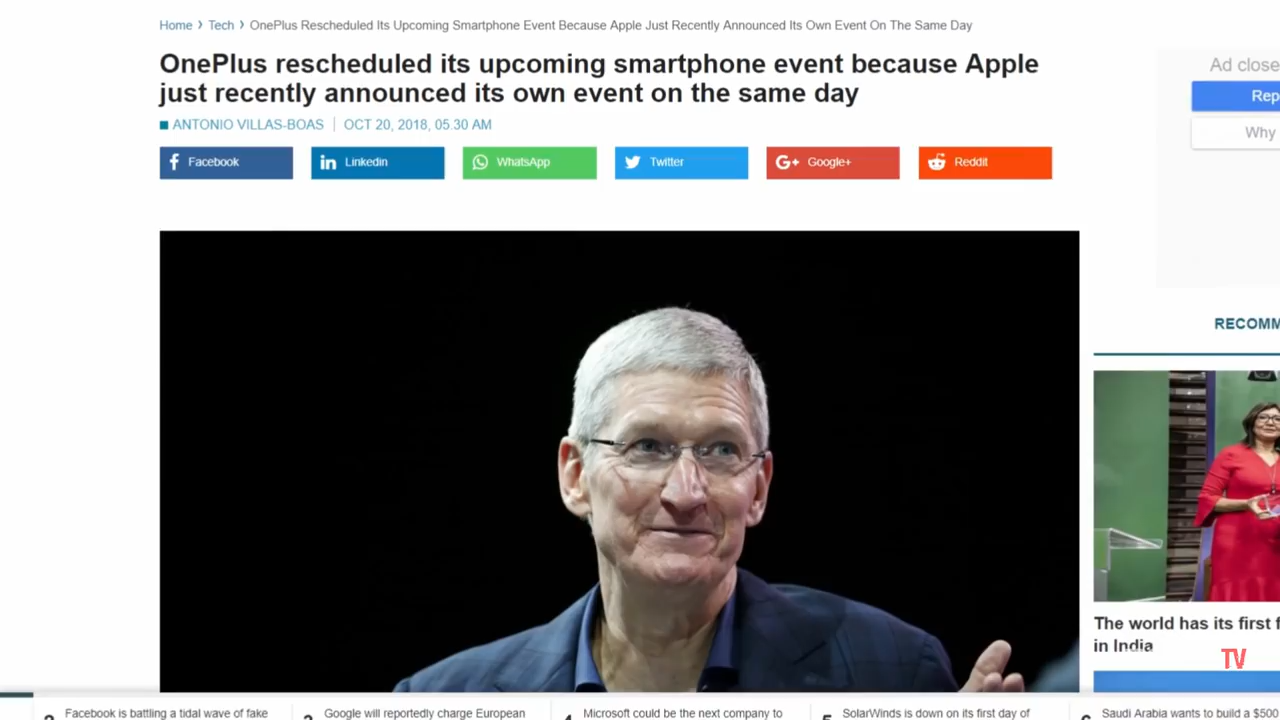 Home > Tech > OnePlus Rescheduled Its Upcoming Smartphone Event Because Apple Just Recently Announced Its Own Event On The Same Day
OnePlus rescheduled its upcoming smartphone event because Apple
just recently announced its own event on the same day
ANTONIO VILLAS-BOAS | OCT 20, 2018, 05.30 AM
Facebook
Linkedin
WhatsApp
Twitter
Google+
Reddit
Ad close
Rep
Why
RECOMM
The world has its first f
in India
TV
Facebook is battling a tidal wave of fake
3 Google will reportedly charge European
4 Microsoft could be the next company to
5 SolarWinds is down on its first day of
6 Saudi Arabia wants to build a $500